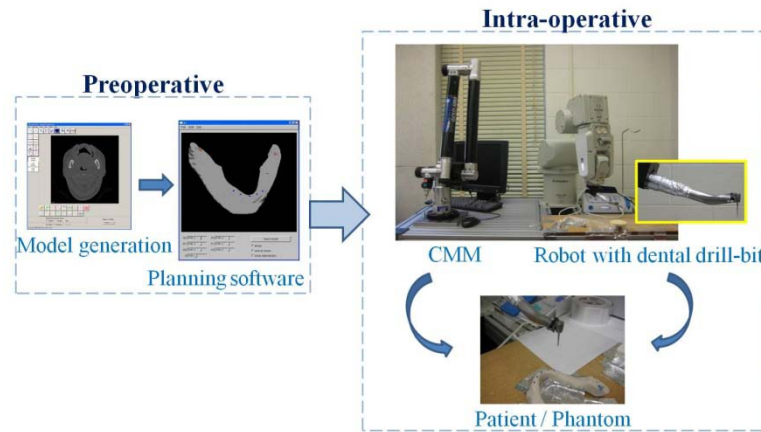 Intra-operative
Preoperative
Model generation
Planning software
CMM
Robot with dental drill-bit
Patient / Phantom